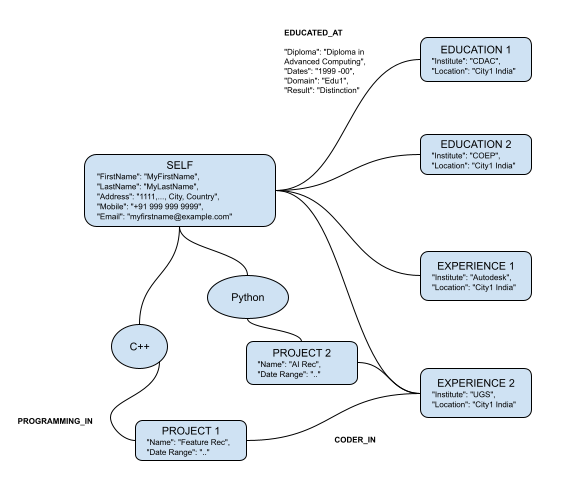 EDUCATED_AT
"Diploma": "Diploma in
Advanced Computing",
"Dates": "1999 -00",
"Domain": "Edu1",
"Result": "Distinction"
EDUCATION 1
"Institute": "CDAC",
"Location": "City1 India"
EDUCATION 2
"Institute": "COEP",
"Location": "City1 India"
SELF
"FirstName": "MyFirstName",
"LastName": "MyLastName",
"Address": "1111,..., City, Country",
"Mobile": "+91 999 999 9999",
"Email": "myfirstname@example.com"
EXPERIENCE 1
"Institute": "Autodesk",
"Location": "City1 India"
Python
C++
PROJECT 2
"Name": "AI Rec",
"Date Range": ".."
EXPERIENCE 2
"Institute": "UGS",
"Location": "City1 India"
PROGRAMMING_IN
PROJECT 1
"Name": "Feature Rec",
"Date Range": ".."
CODER_IN